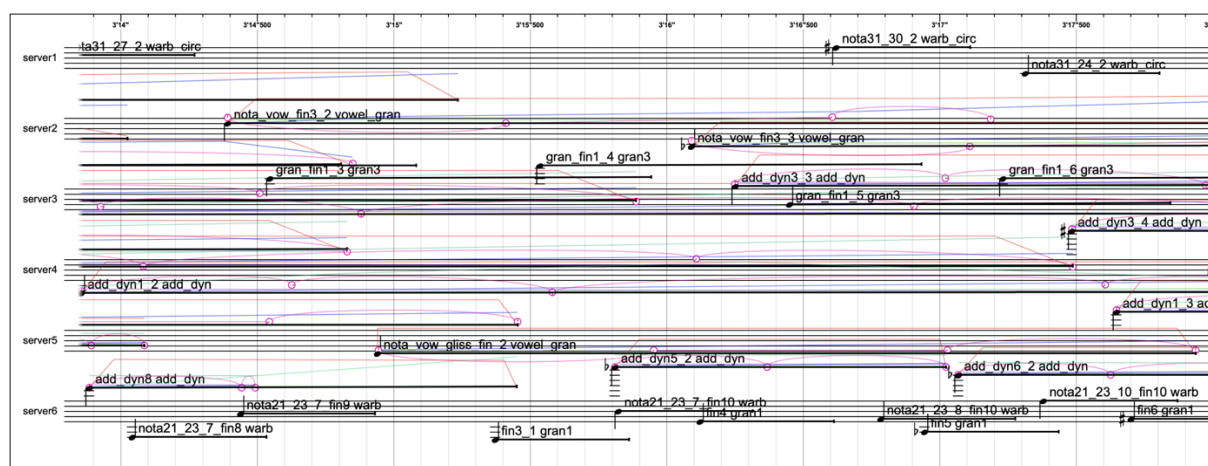 3'14" 3'14"500 3'15" 3'15"500 3'16" 3'16"500 3'17" 3'17"500
ta31_27_2 warb_circ
nota31_30_2 warb_circ
server1
nota31_24_2 warb_circ
nota_vow_fin3_2 vowel_gran
server2
nota_vow_fin3_3 vowel_gran
gran_fin1_4 gran3
gran_fin1_3 gran3
add_dyn3_3 add_dyn
gran_fin1_6 gran3
server3
gran_fin1_5 gran3
add_dyn3_4 add_dyn
server4
add_dyn1_2 add_dyn
add_dyn1_3 ad
server5
nota_vow_gliss_fin_2 vowel_gran
add_dyn5_2 add_dyn
add_dyn6_2 add_dyn
add_dyn8 add_dyn
nota21_23_7_fin9 warb
nota21_23_7_fin10 warb
nota21_23_10_fin10 warb
server6
fin4 gran1
nota21_23_8_fin10 warb
fin6 gran1
nota21_23_7_fin8 warb
fin3_1 gran1
fin5 gran1